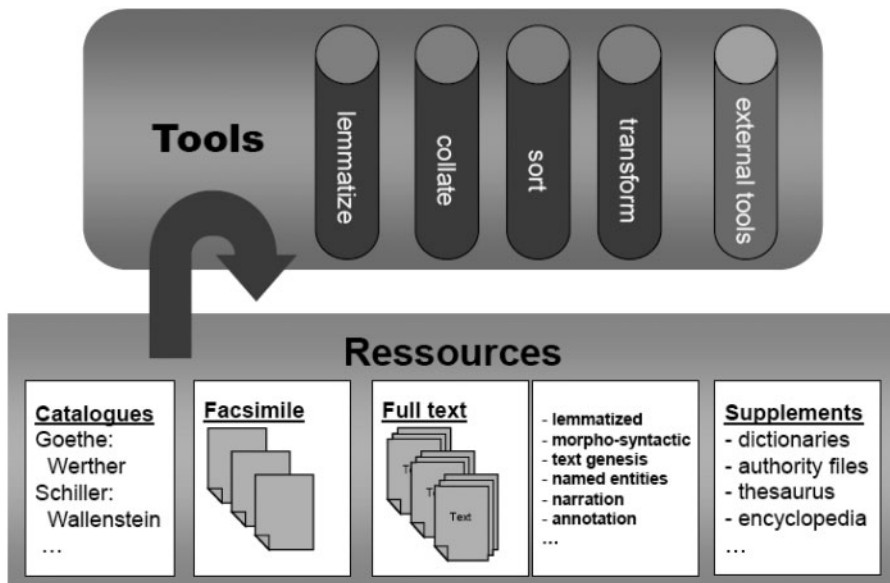 Tools
lemmatize
collate
sort
transform
external tools
Ressources
Catalogues
Goethe:
Werther
Schiller:
Wallenstein
...
Facsimile
Full text
Te
T
Text
- lemmatized
- morpho-syntactic
- text genesis
- named entities
- narration
- annotation
...
Supplements
- dictionaries
- authority files
- thesaurus
- encyclopedia
...